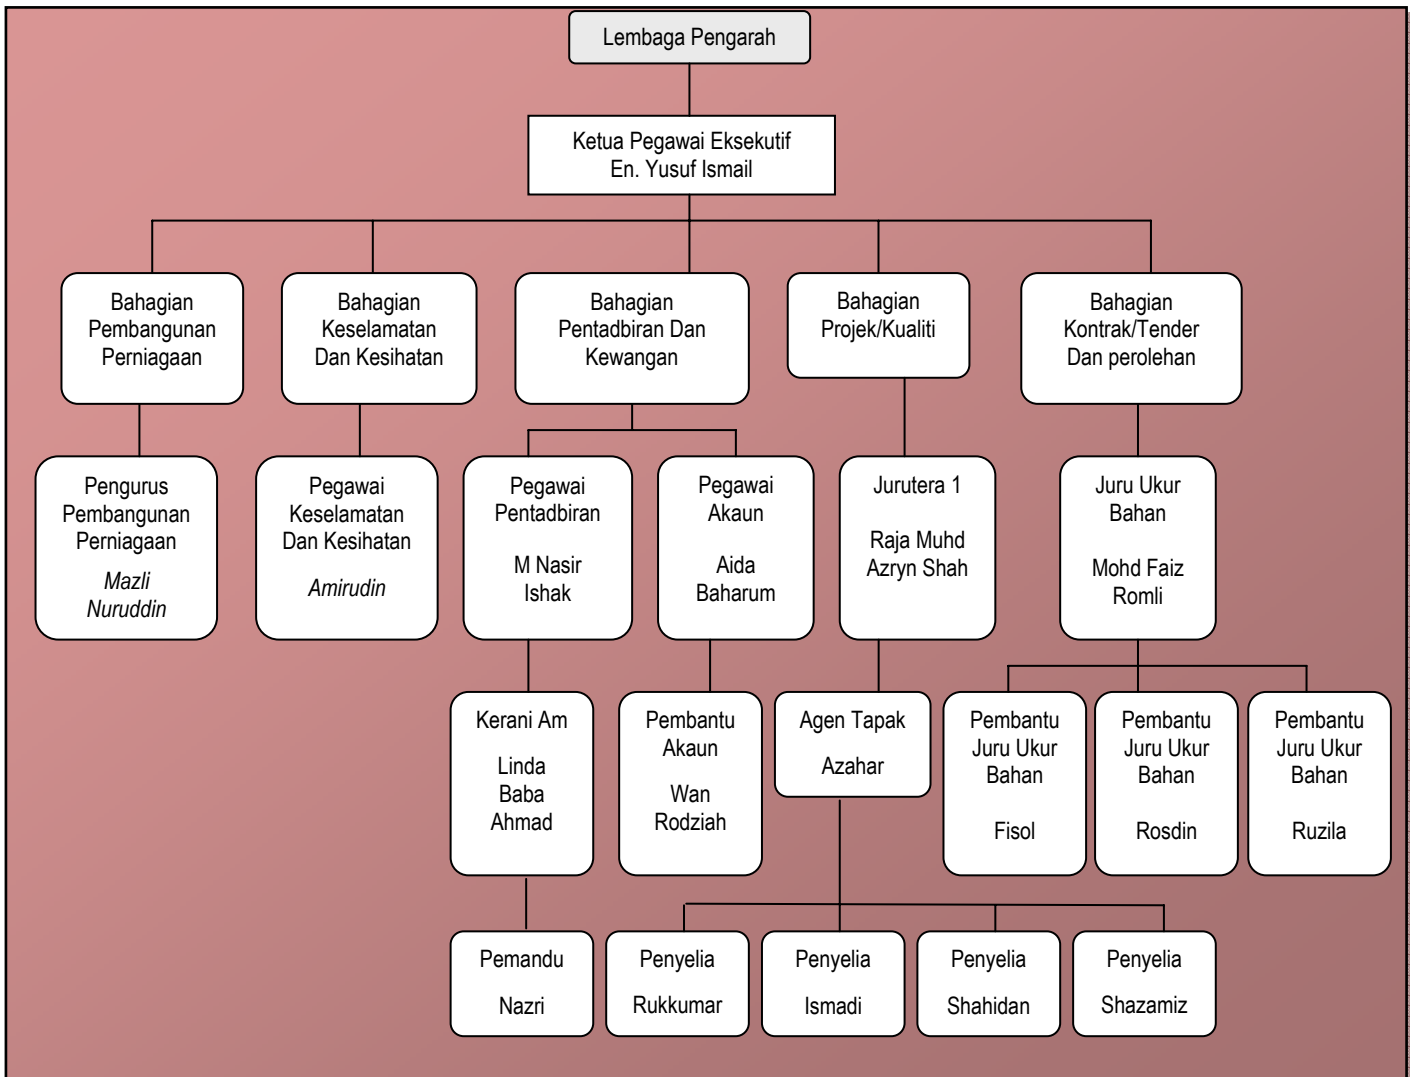 Lembaga Pengarah
Ketua Pegawai Eksekutif
En. Yusuf Ismail
Bahagian
Pembangunan
Perniagaan
Bahagian
Keselamatan
Dan Kesihatan
Bahagian
Pentadbiran Dan
Kewangan
Bahagian
Projek/Kualiti
Bahagian
Kontrak/Tender
Dan perolehan
Pengurus
Pembangunan
Perniagaan
Mazli
Nuruddin
Pegawai
Keselamatan
Dan Kesihatan
Amirudin
Pegawai
Pentadbiran
M Nasir
Ishak
Pegawai
Akaun
Aida
Baharum
Jurutera 1
Raja Muhd
Azryn Shah
Juru Ukur
Bahan
Mohd Faiz
Romli
Kerani Am
Linda
Baba
Ahmad
Pembantu
Akaun
Wan
Rodziah
Agen Tapak
Azahar
Pembantu
Juru Ukur
Bahan
Fisol
Pembantu
Juru Ukur
Bahan
Rosdin
Pembantu
Juru Ukur
Bahan
Ruzila
Pemandu
Nazri
Penyelia
Rukkumar
Penyelia
Ismadi
Penyelia
Shahidan
Penyelia
Shazamiz